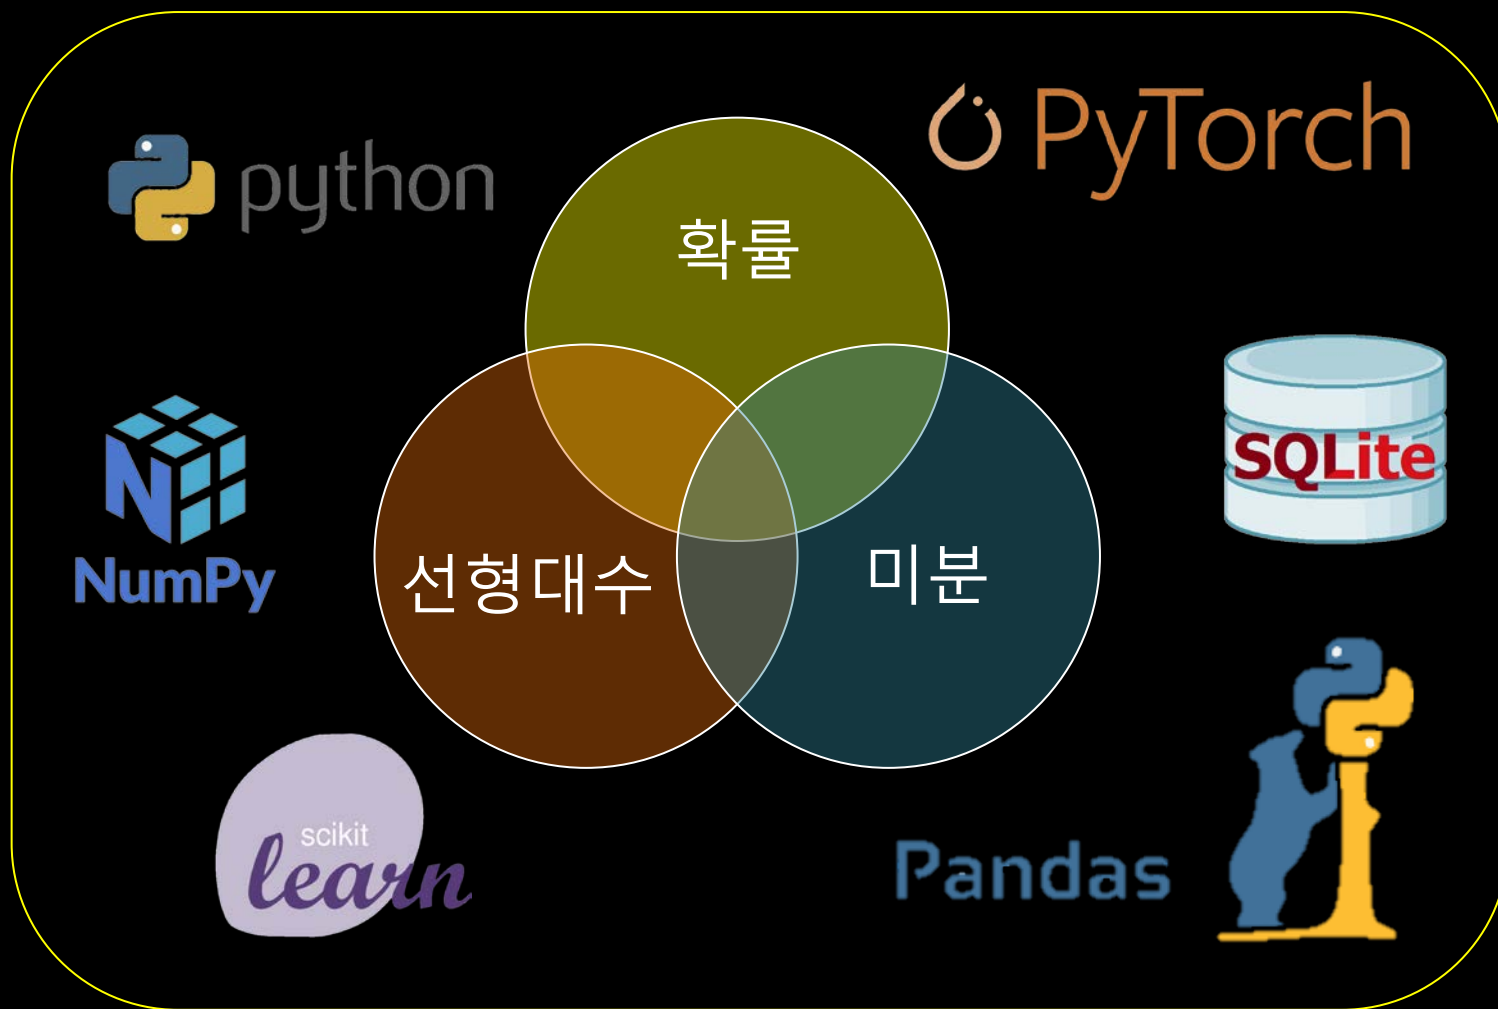 python
PyTorch
확률
NumPy
선형대수
미분
SQLite
scikit
learn
Pandas